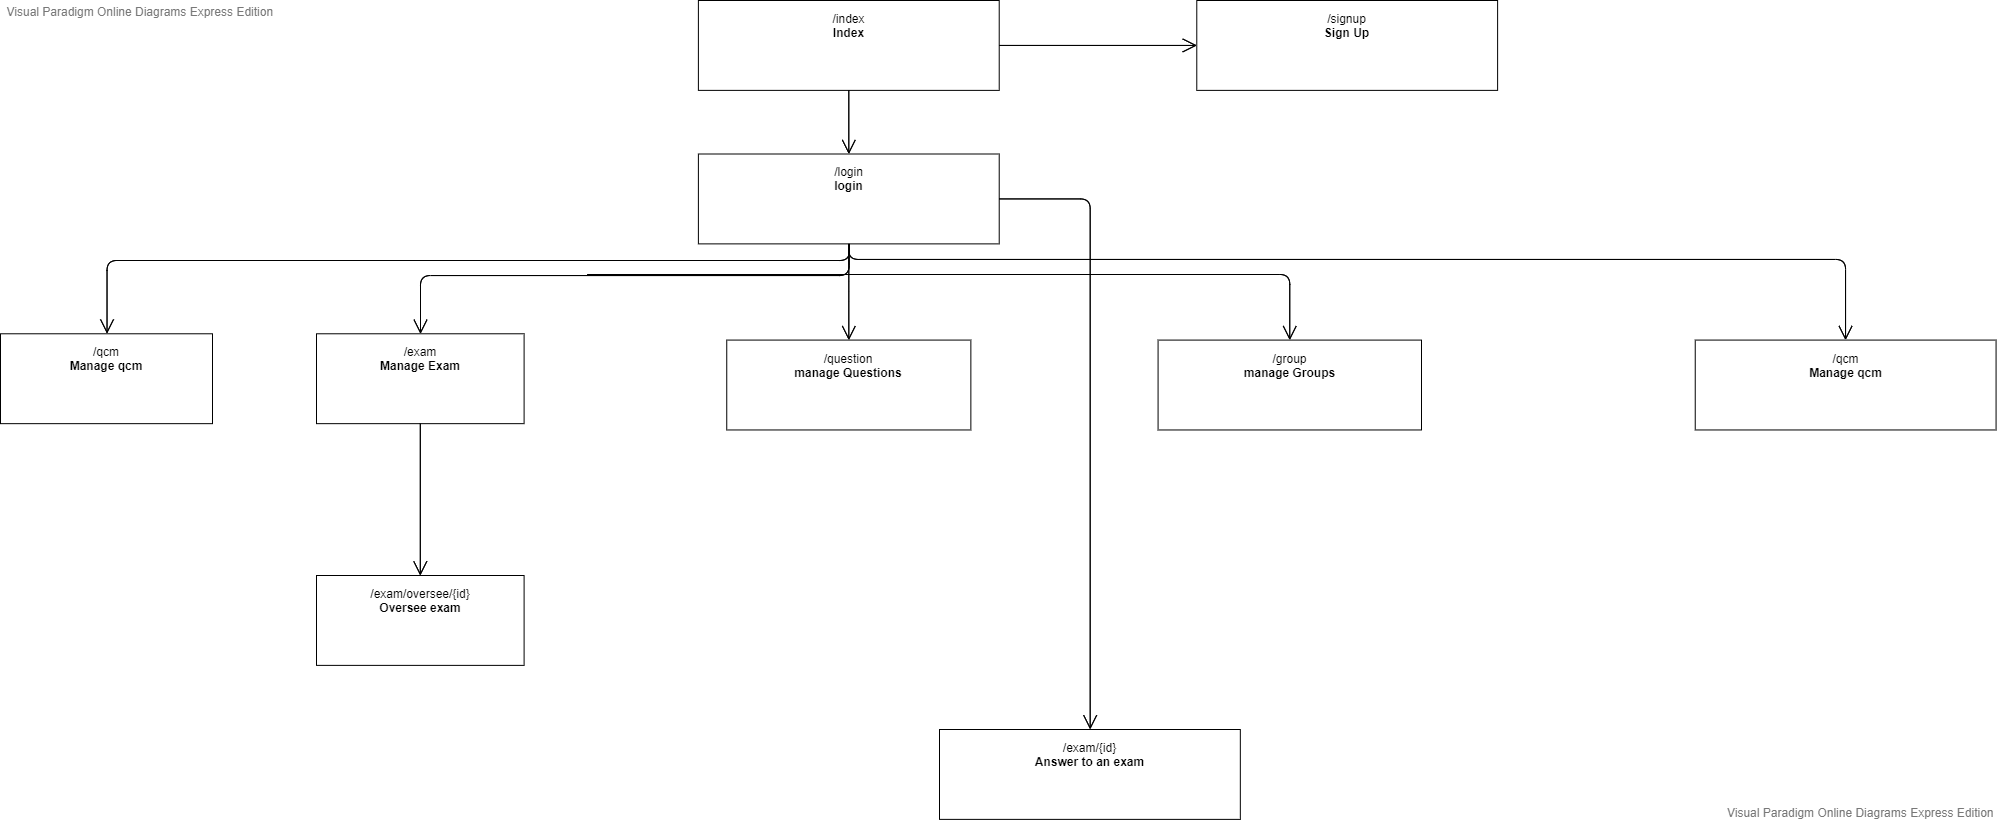 Visual Paradigm Online Diagrams Express Edition
/index
Index
/signup
Sign Up
/login
login
/qcm
Manage qcm
/exam
Manage Exam
/question
manage Questions
/group
manage Groups
/qcm
Manage qcm
/exam/oversee/{id}
Oversee exam
/exam/{id}
Answer to an exam
Visual Paradigm Online Diagrams Express Edition